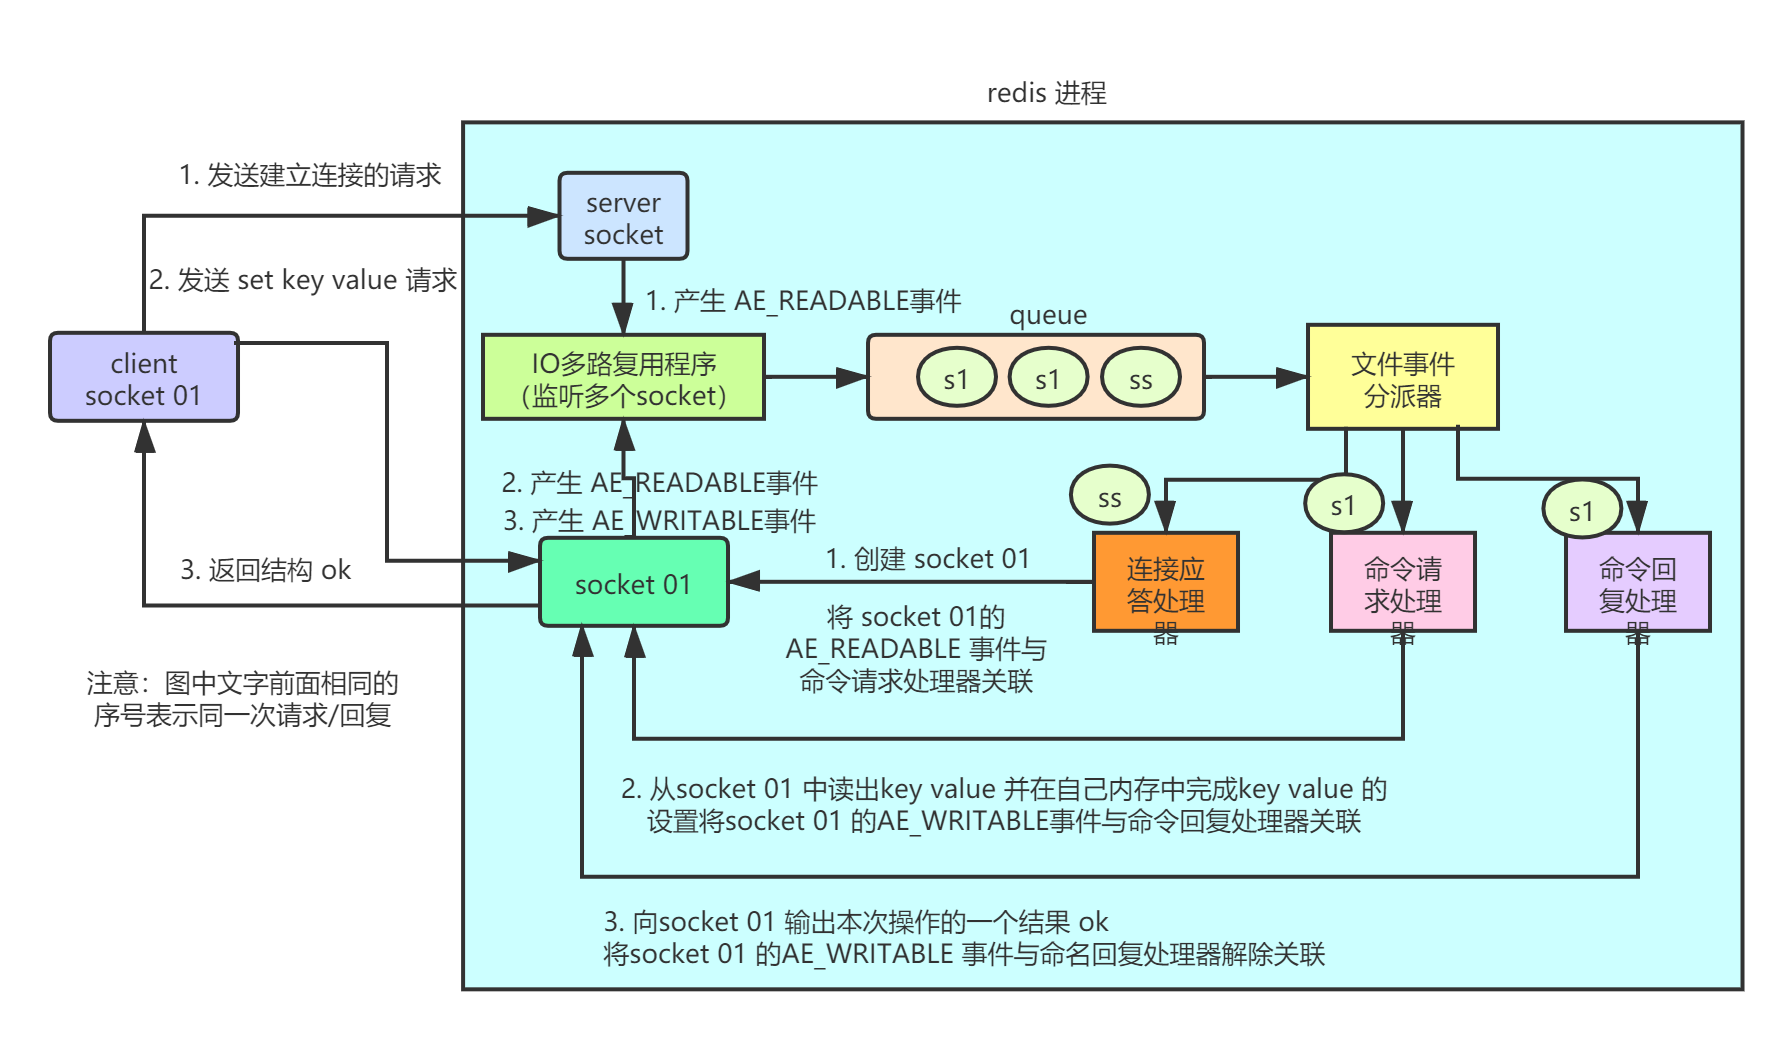 redis 进程
1. 发送建立连接的请求
server
socket
2. 发送 set key value 请求
1. 产生 AE_READABLE事件
queue
client
socket 01
IO多路复用程序
（监听多个socket）
s1
s1
ss
文件事件
分派器
2. 产生 AE_READABLE事件
3. 产生 AE_WRITABLE事件
ss
s1
s1
3. 返回结构 ok
socket 01
1. 创建 socket 01
连接应
答处理
器
命令请
求处理
器
命令回
复处理
器
将 socket 01的
AE_READABLE 事件与
命令请求处理器关联
注意：图中文字前面相同的
序号表示同一次请求/回复
2. 从socket 01 中读出key value 并在自己内存中完成key value 的
设置将socket 01 的AE_WRITABLE事件与命令回复处理器关联
3. 向socket 01 输出本次操作的一个结果 ok
将socket 01 的AE_WRITABLE 事件与命名回复处理器解除关联